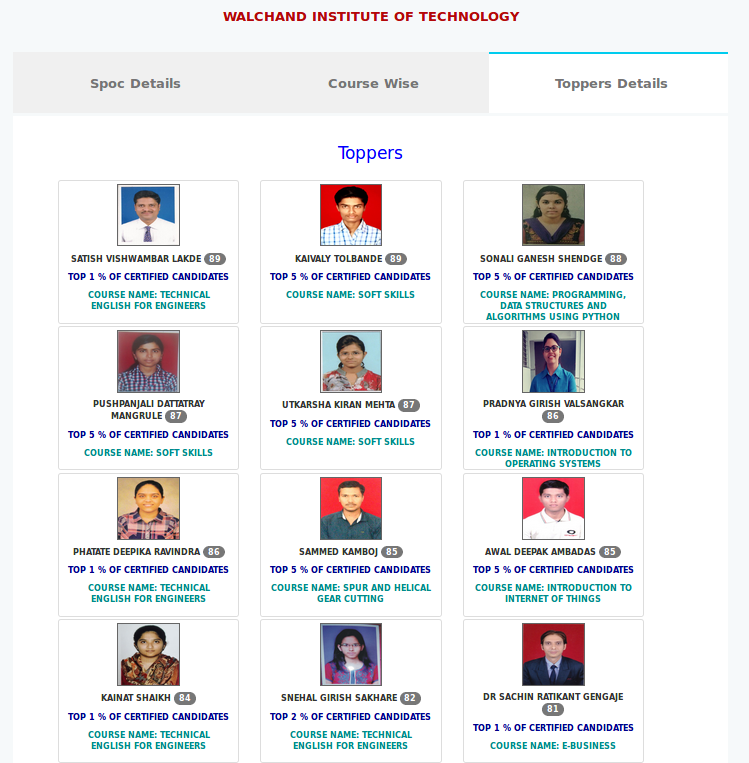 WALCHAND INSTITUTE OF TECHNOLOGY
Spoc Details
Course Wise
Toppers Details
Toppers
SATISH VISHWAMBAR LAKDE 89
TOP 1 % OF CERTIFIED CANDIDATES
COURSE NAME: TECHNICAL
ENGLISH FOR ENGINEERS
KAIVALY TOLBANDE 89
TOP 5 % OF CERTIFIED CANDIDATES
COURSE NAME: SOFT SKILLS
SONALI GANESH SHENDGE 88
TOP 5 % OF CERTIFIED CANDIDATES
COURSE NAME: PROGRAMMING,
DATA STRUCTURES AND
ALGORITHMS USING PYTHON
PUSHPANJALI DATTATRAY
MANGRULE 87
TOP 5 % OF CERTIFIED CANDIDATES
COURSE NAME: SOFT SKILLS
UTKARSHA KIRAN MEHTA 87
TOP 5 % OF CERTIFIED CANDIDATES
COURSE NAME: SOFT SKILLS
PRADNYA GIRISH VALSANGKAR
86
TOP 1 % OF CERTIFIED CANDIDATES
COURSE NAME: INTRODUCTION TO
OPERATING SYSTEMS
PHATATE DEEPIKA RAVINDRA 86
TOP 1 % OF CERTIFIED CANDIDATES
COURSE NAME: TECHNICAL
ENGLISH FOR ENGINEERS
SAMMED KAMBOJ 85
TOP 5 % OF CERTIFIED CANDIDATES
COURSE NAME: SPUR AND HELICAL
GEAR CUTTING
AWAL DEEPAK AMBADAS 85
TOP 5 % OF CERTIFIED CANDIDATES
COURSE NAME: INTRODUCTION TO
INTERNET OF THINGS
KAINAT SHAIKH 84
TOP 1 % OF CERTIFIED CANDIDATES
COURSE NAME: TECHNICAL
ENGLISH FOR ENGINEERS
SNEHAL GIRISH SAKHARE 82
TOP 2 % OF CERTIFIED CANDIDATES
COURSE NAME: TECHNICAL
ENGLISH FOR ENGINEERS
DR SACHIN RATIKANT GENGAJE
81
TOP 1 % OF CERTIFIED CANDIDATES
COURSE NAME: E-BUSINESS